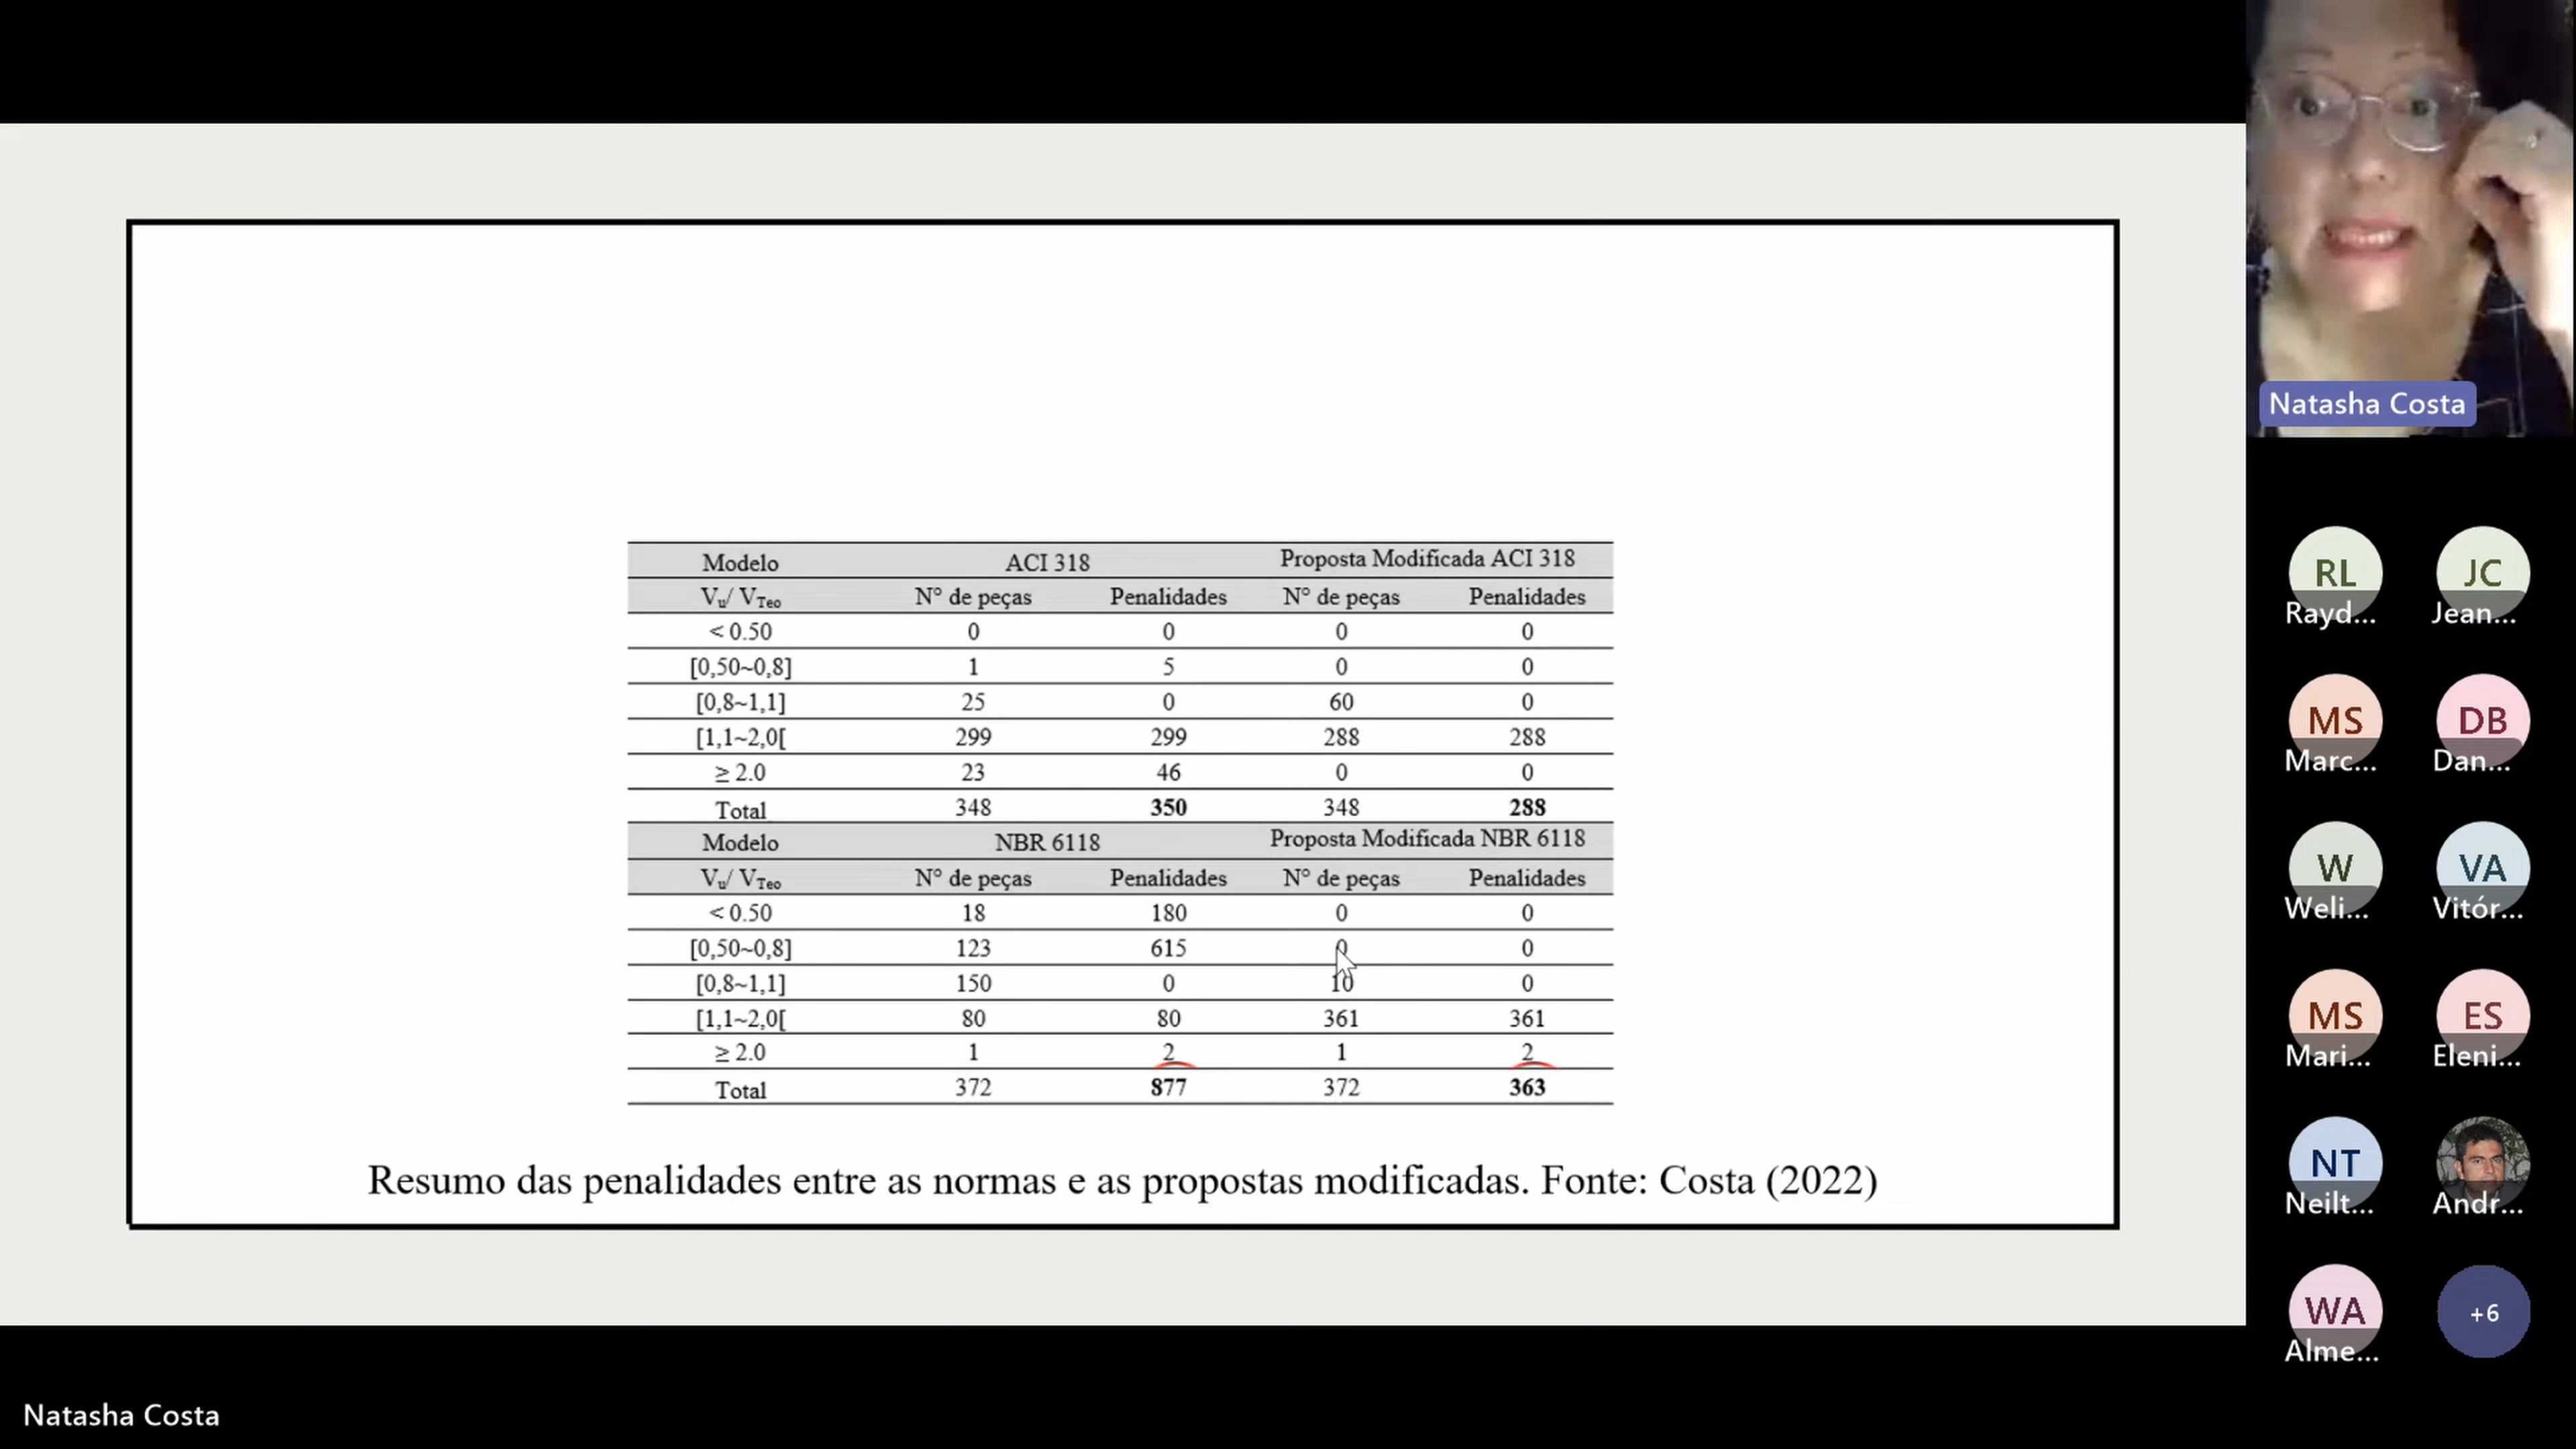 Modelo ACI 318 Proposta Modificada ACI 318
Vu/ VTeo N° de peças Penalidades N° de peças Penalidades
< 0.50 0 0 0 0
[0,50~0,8] 1 5 0 0
[0,8~1,1] 25 0 60 0
[1,1~2,0[ 299 299 288 288
≥ 2.0 23 46 0 0
Total 348 350 348 288
Modelo NBR 6118 Proposta Modificada NBR 6118
Vu/ VTeo N° de peças Penalidades N° de peças Penalidades
< 0.50 18 180 0 0
[0,50~0,8] 123 615 0 0
[0,8~1,1] 150 0 10 0
[1,1~2,0[ 80 80 361 361
≥ 2.0 1 2 1 2
Total 372 877 372 363
Resumo das penalidades entre as normas e as propostas modificadas. Fonte: Costa (2022)
Natasha Costa
RL JC
Rayd... Jean...
MS DB
Marc... Dan...
W VA
Weli... Vitór...
MS ES
Mari... Eleni...
NT
Neilt... Andr...
WA +6
Alme...
Natasha Costa